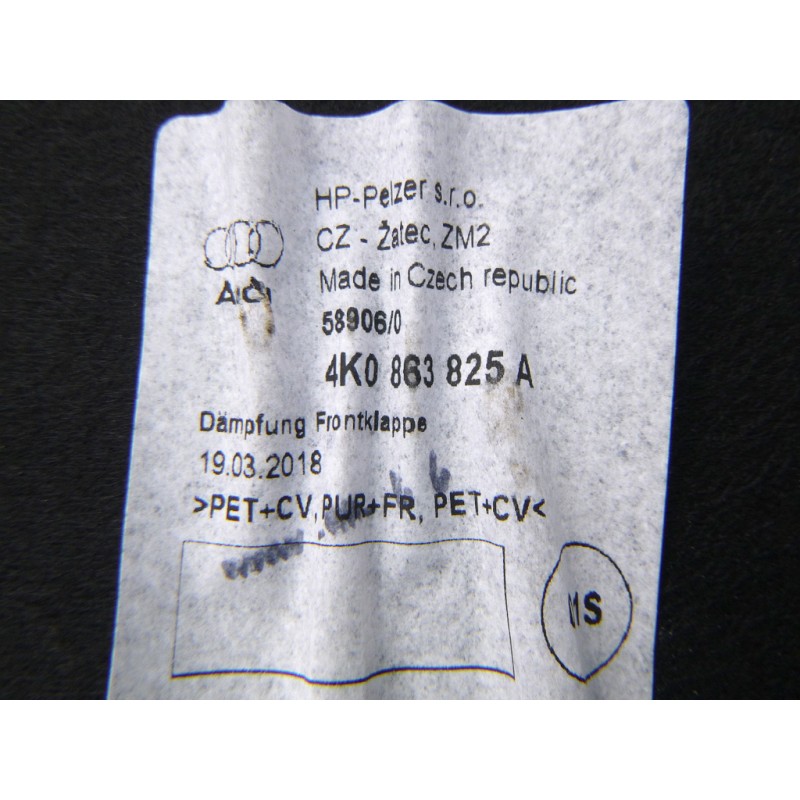 HP-Pelzer s.r.o.
CZ - Žatec, ZM2
Audi
Made in Czech republic
58906/0
4K0 863 825 A
Dämpfung Frontklappe
19.03.2018
>PET+CV, PUR+FR, PET+CV<